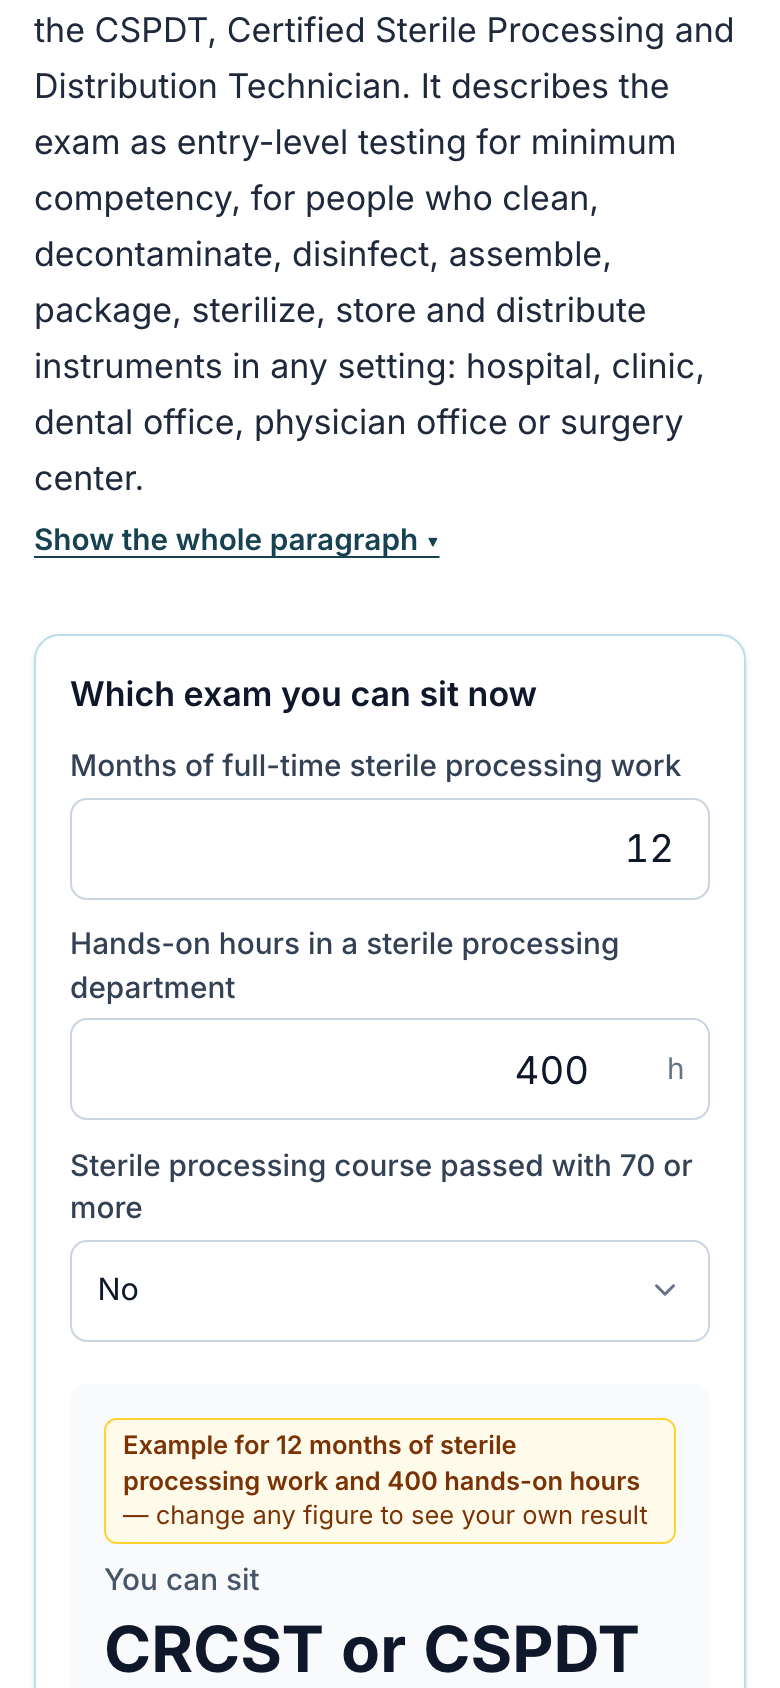 the CSPDT, Certified Sterile Processing and
Distribution Technician. It describes the
exam as entry-level testing for minimum
competency, for people who clean,
decontaminate, disinfect, assemble,
package, sterilize, store and distribute
instruments in any setting: hospital, clinic,
dental office, physician office or surgery
center.
Show the whole paragraph ▾
Which exam you can sit now
Months of full-time sterile processing work
12
Hands-on hours in a sterile processing
department
400 h
Sterile processing course passed with 70 or
more
No
Example for 12 months of sterile
processing work and 400 hands-on hours
— change any figure to see your own result
You can sit
CRCST or CSPDT